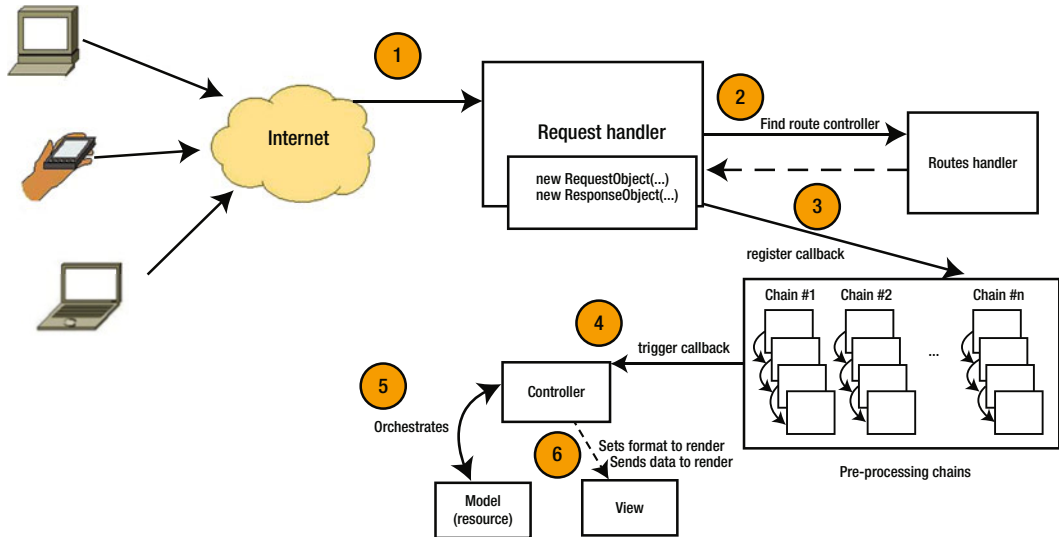 1
Internet
Request handler
new RequestObject(...)
new ResponseObject(...)
2
Find route controller
Routes handler
3
register callback
Chain #1
Chain #2
Chain #n
...
Pre-processing chains
4
trigger callback
Controller
5
Orchestrates
6
Sets format to render
Sends data to render
Model
(resource)
View